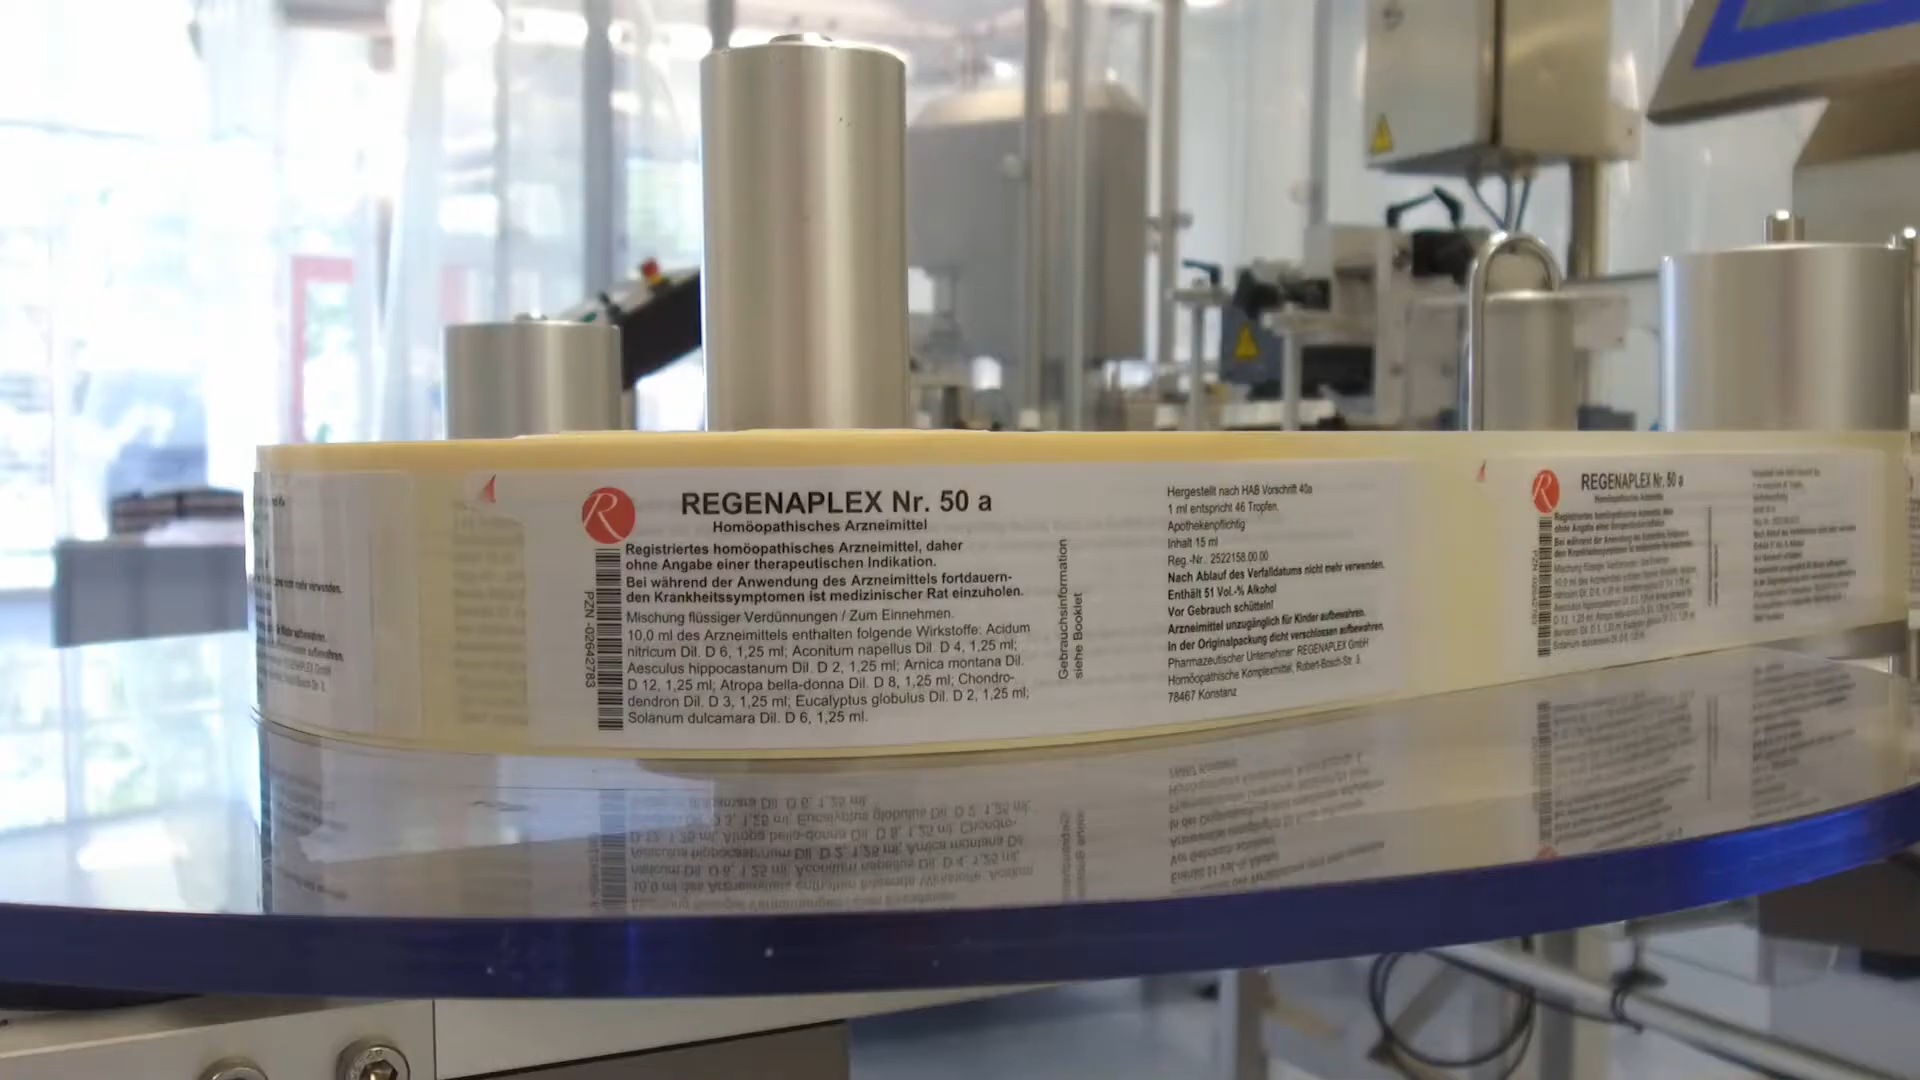 REGENAPLEX Nr. 50 a
Homöopathisches Arzneimittel
Registriertes homöopathisches Arzneimittel, daher
ohne Angabe einer therapeutischen Indikation.
Bei während der Anwendung des Arzneimittels fortdauern-
den Krankheitssymptomen ist medizinischer Rat einzuholen.
Mischung flüssiger Verdünnungen / Zum Einnehmen.
10,0 ml des Arzneimittels enthalten folgende Wirkstoffe: Acidum
nitricum Dil. D 6, 1,25 ml; Aconitum napellus Dil. D 4, 1,25 ml;
Aesculus hippocastanum Dil. D 2, 1,25 ml; Arnica montana Dil.
D 12, 1,25 ml; Atropa bella-donna Dil. D 8, 1,25 ml; Chondro-
dendron Dil. D 3, 1,25 ml; Eucalyptus globulus Dil. D 2, 1,25 ml;
Solanum dulcamara Dil. D 6, 1,25 ml.
PZN -02642783
Gebrauchsinformation
siehe Booklet
Hergestellt nach HAB Vorschrift 40a
1 ml entspricht 46 Tropfen.
Apothekenpflichtig
Inhalt 15 ml
Reg.-Nr.: 2522158.00.00
Nach Ablauf des Verfalldatums nicht mehr verwenden.
Enthält 51 Vol.-% Alkohol
Vor Gebrauch schütteln!
Arzneimittel unzugänglich für Kinder aufbewahren.
In der Originalpackung dicht verschlossen aufbewahren.
Pharmazeutischer Unternehmer: REGENAPLEX GmbH
Homöopathische Komplexmittel, Robert-Bosch-Str. 3,
78467 Konstanz
REGENAPLEX Nr. 50 a
Homöopathisches Arzneimittel